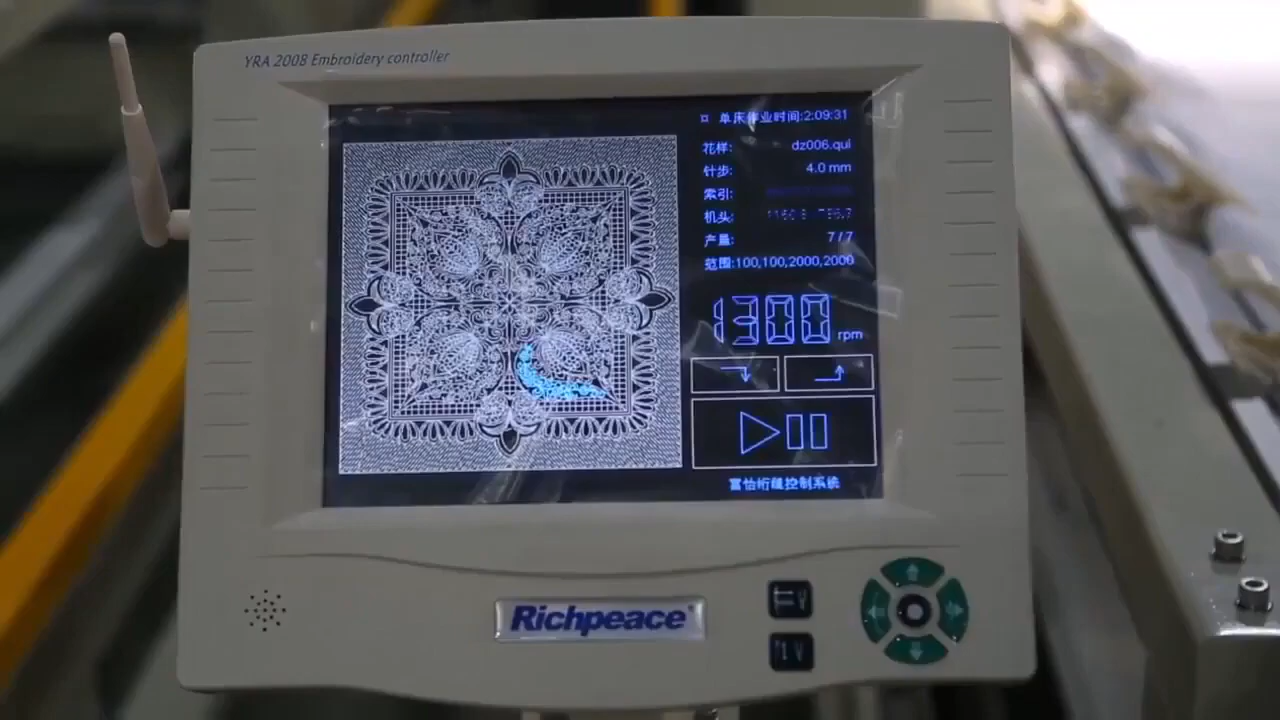 YRA 2008 Embroidery controller
单床作业时间:2:09:31
花样: dz006.qui
针步: 4.0 mm
索引:
机头:
产量: 7/7
范围:100,100,2000,2000
1300 rpm
富怡绗缝控制系统
Richpeace